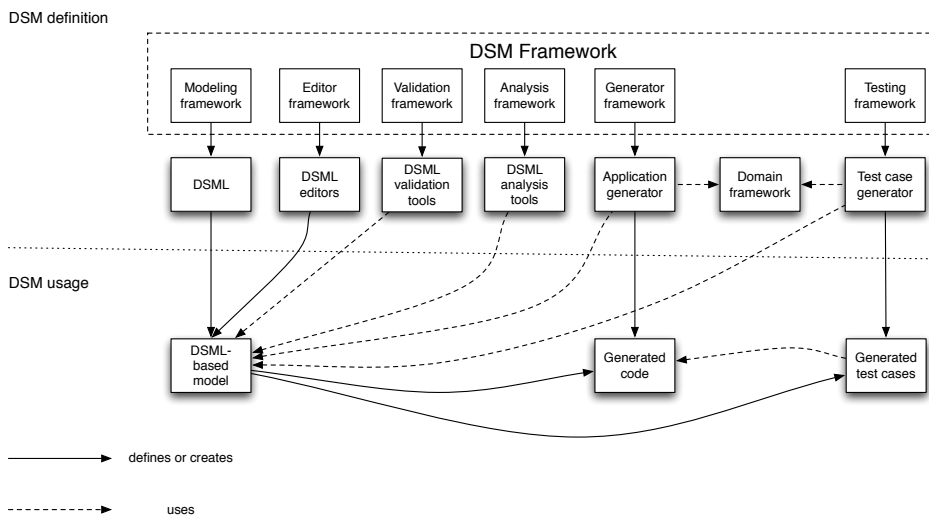 DSM definition
DSM Framework
Modeling
framework
Editor
framework
Validation
framework
Analysis
framework
Generator
framework
Testing
framework
DSML
DSML
editors
DSML
validation
tools
DSML
analysis
tools
Application
generator
Domain
framework
Test case
generator
DSM usage
DSML-
based
model
Generated
code
Generated
test cases
defines or creates
uses